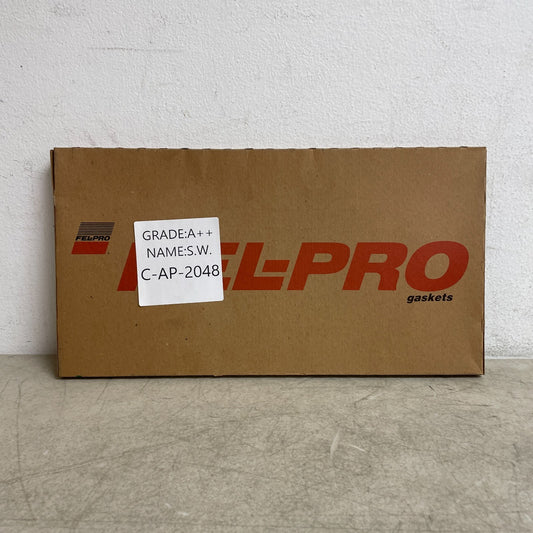 FEL-PRO
GRADE:A++
NAME:S.W.
C-AP-2048
FEL-PRO
gaskets